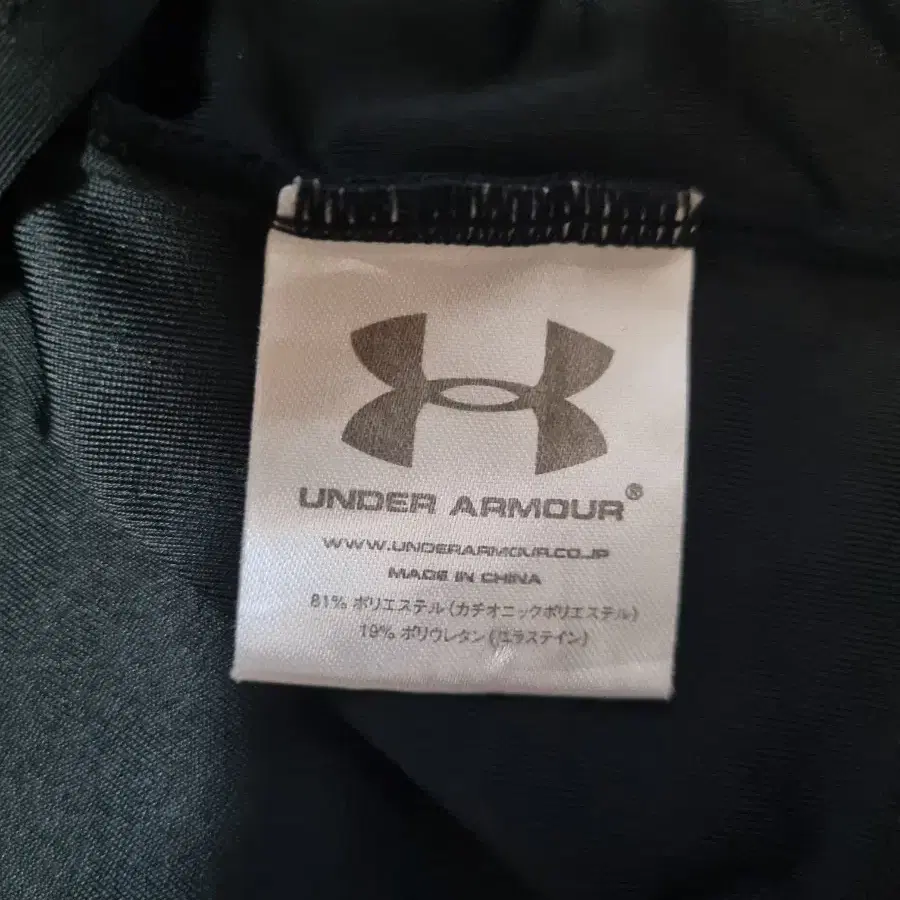 UNDER ARMOUR®
WWW.UNDERARMOUR.CO.JP
MADE IN CHINA
81% ポリエステル(カチオニックポリエステル)
19% ポリウレタン(エラステイン)